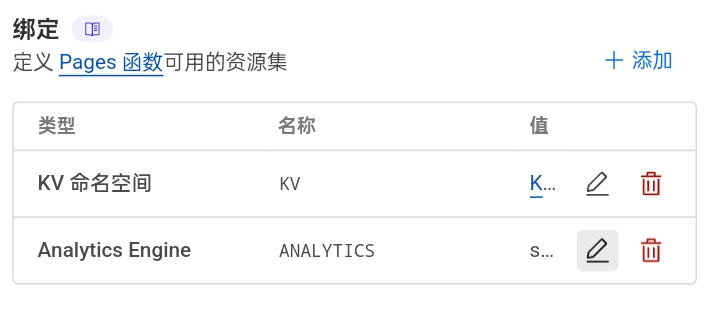 绑定
定义 Pages 函数可用的资源集
添加
类型 名称 值
KV 命名空间 KV K...
Analytics Engine ANALYTICS s...